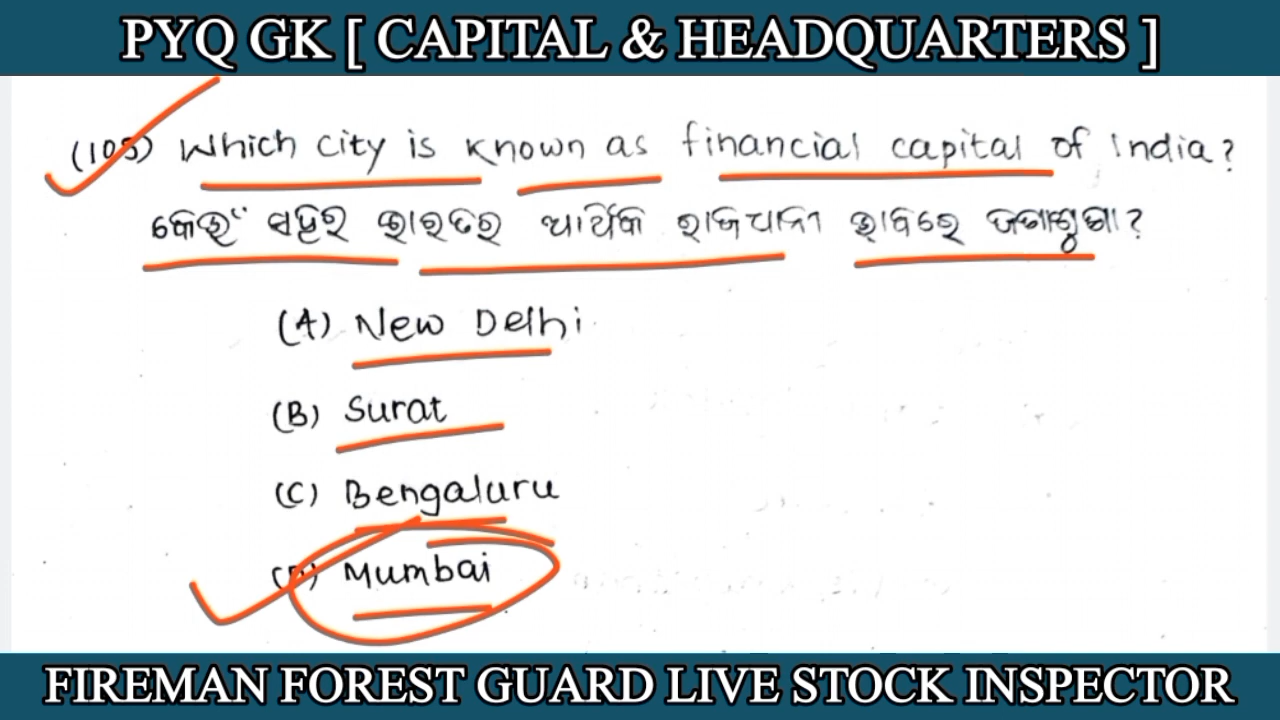 PYQ GK [ CAPITAL & HEADQUARTERS ]
(105) Which city is known as financial capital of India?
କେଉଁ ସହର ଭାରତର ଆର୍ଥିକ ରାଜଧାନୀ ଭାବରେ ଜଣାଶୁଣା?
(A) New Delhi
(B) Surat
(C) Bengaluru
(D) Mumbai
FIREMAN FOREST GUARD LIVE STOCK INSPECTOR